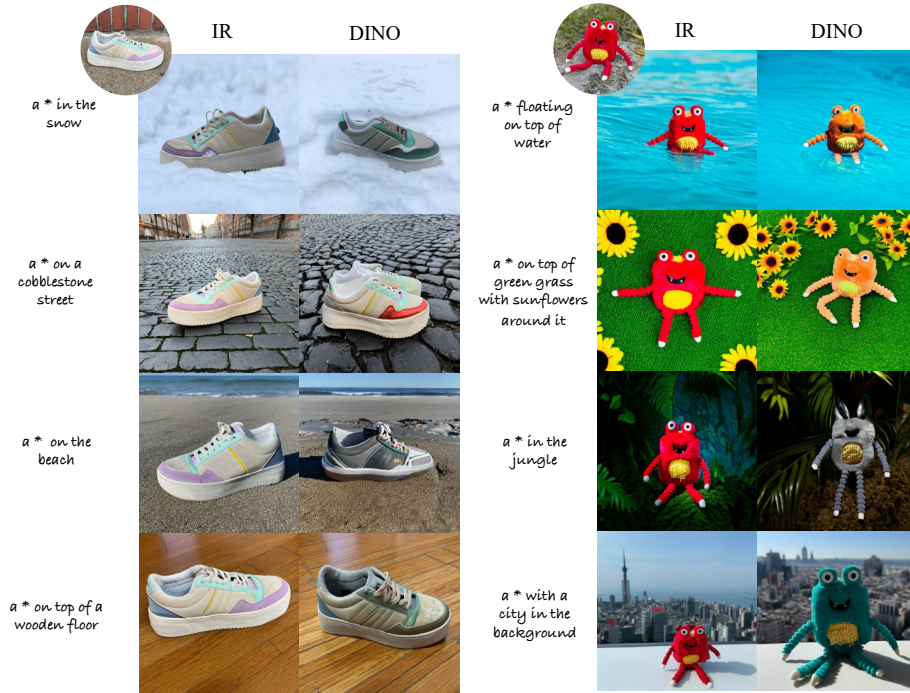 IR
DINO
a * in the
snow
a * on a
cobblestone
street
a * on the
beach
a * on top of a
wooden floor
IR
DINO
a * floating
on top of
water
a * on top of
green grass
with sunflowers
around it
a * in the
jungle
a * with a
city in the
background